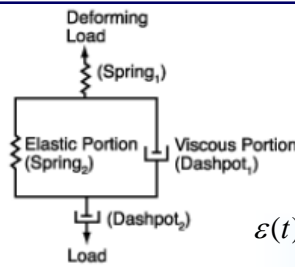 Deforming
Load
(Spring₁)
Elastic Portion
(Spring₂)
Viscous Portion
(Dashpot₁)
(Dashpot₂)
Load
ε(t)